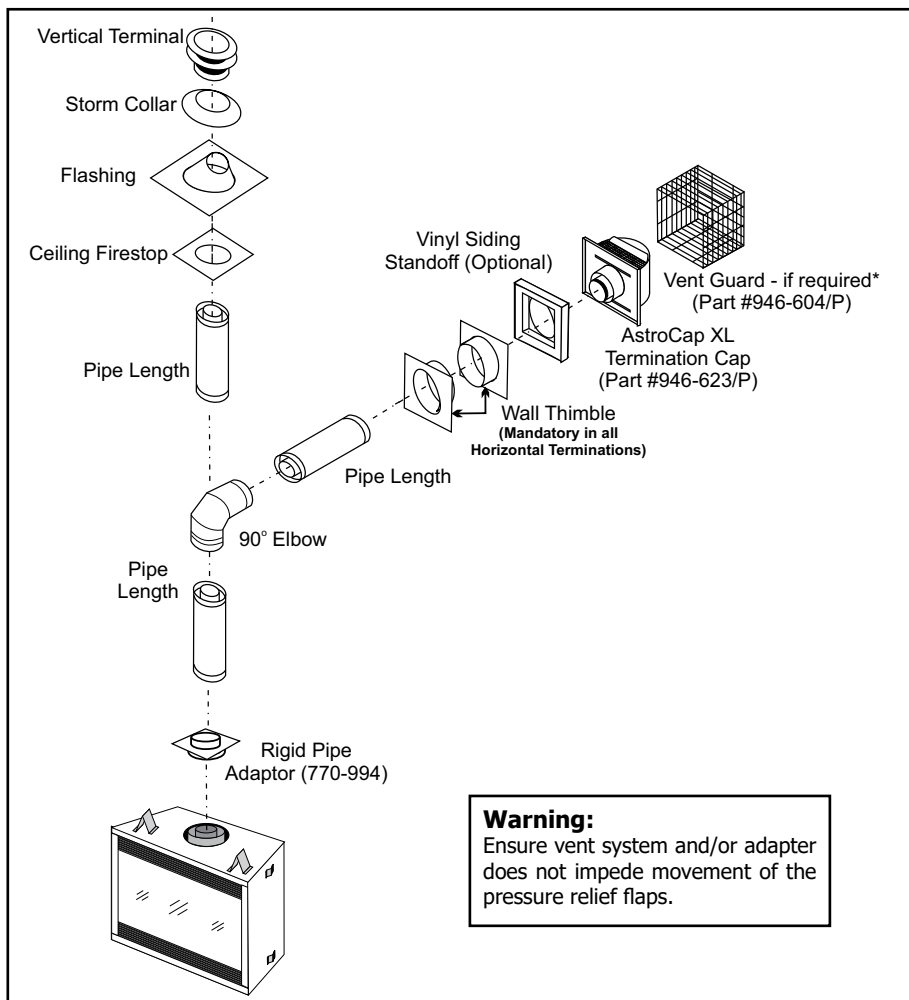 Vertical Terminal
Storm Collar
Flashing
Ceiling Firestop
Pipe Length
Vinyl Siding
Standoff (Optional)
Vent Guard - if required*
(Part #946-604/P)
AstroCap XL
Termination Cap
(Part #946-623/P)
Wall Thimble
(Mandatory in all
Horizontal Terminations)
Pipe Length
90° Elbow
Pipe
Length
Rigid Pipe
Adaptor (770-994)
Warning:
Ensure vent system and/or adapter
does not impede movement of the
pressure relief flaps.